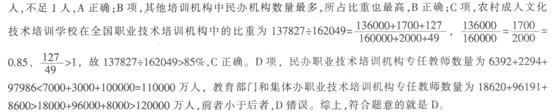 人,不足 1 人,A 正确;B 项,其他培训机构中民办机构数量最多,所占比重也最高,B 正确;C 项,农村成人文化
技术培训学校在全国职业技术培训机构中的比重为 137827÷162049=\frac{136000+1700+127}{160000+2000+49},\frac{136000}{160000}=\frac{1700}{2000}=
0.85、\frac{127}{49}>1,故 137827÷162049>85%,C 正确。D 项,民办职业技术培训机构专任教师数量为 6392+2294+
97986<7000+3000+100000=110000 万人,教育部门和集体办职业技术培训机构专任教师数量为 18620+96191+
8600>18000+96000+8000>120000 万人,前者小于后者,D 错误。综上,符合题意的就是 D。